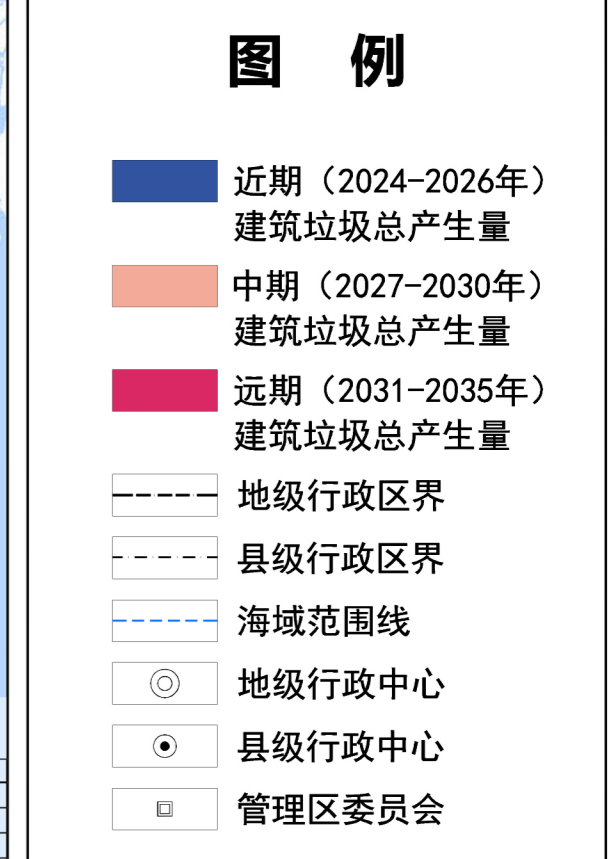 图 例
近期（2024-2026年）
建筑垃圾总产生量
中期（2027-2030年）
建筑垃圾总产生量
远期（2031-2035年）
建筑垃圾总产生量
地级行政区界
县级行政区界
海域范围线
地级行政中心
县级行政中心
管理区委员会